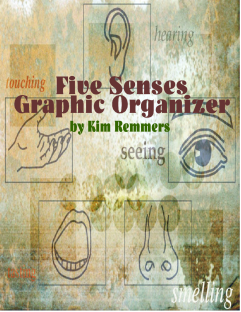 hearing
touching
Five Senses
Graphic Organizer
by Kim Remmers
seeing
smelling